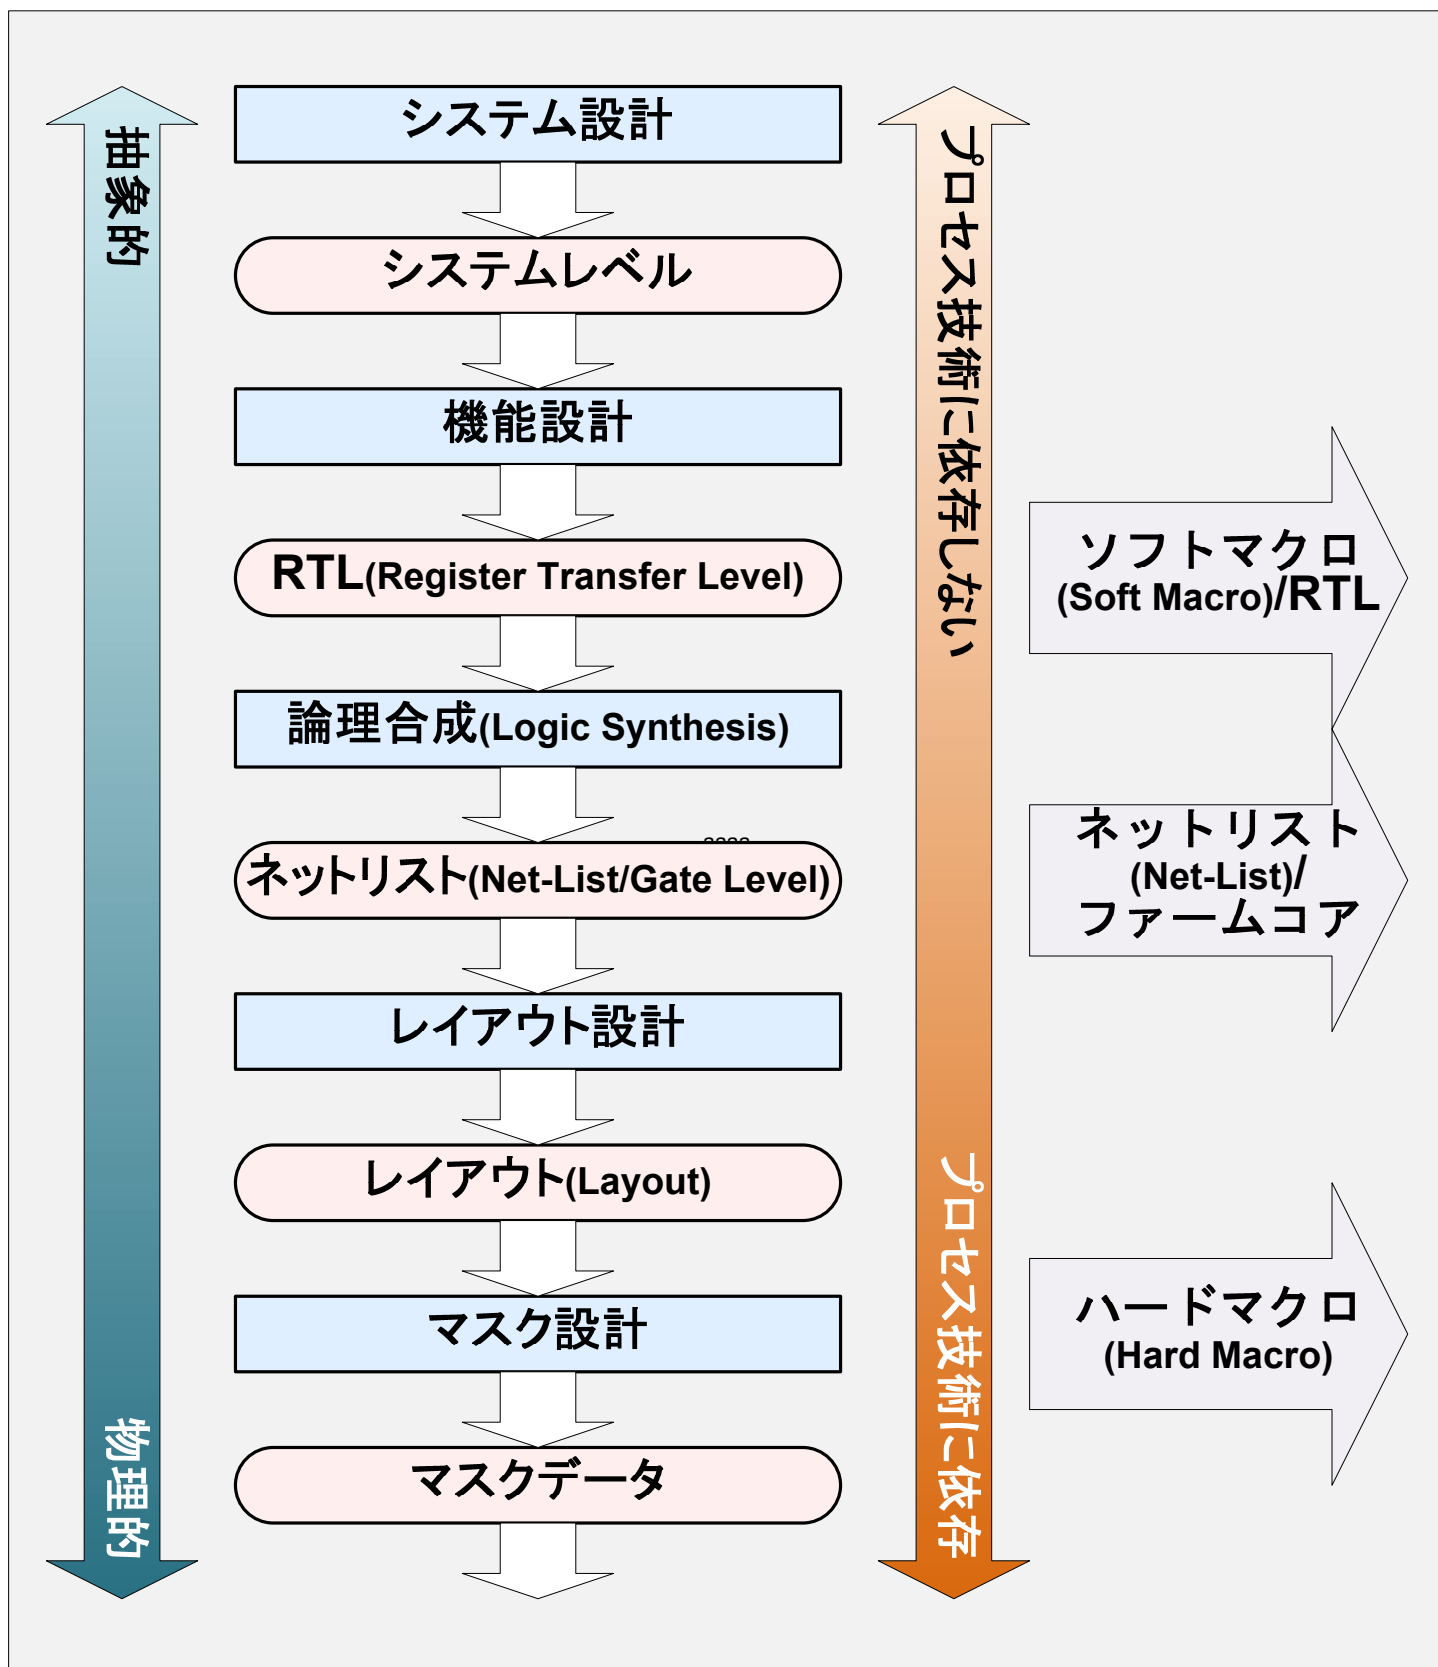 抽象的
物理的
システム設計
システムレベル
機能設計
RTL(Register Transfer Level)
論理合成(Logic Synthesis)
ネットリスト(Net-List/Gate Level)
レイアウト設計
レイアウト(Layout)
マスク設計
マスクデータ
プロセス技術に依存しない
プロセス技術に依存
ソフトマクロ
(Soft Macro)/RTL
ネットリスト
(Net-List)/
ファームコア
ハードマクロ
(Hard Macro)